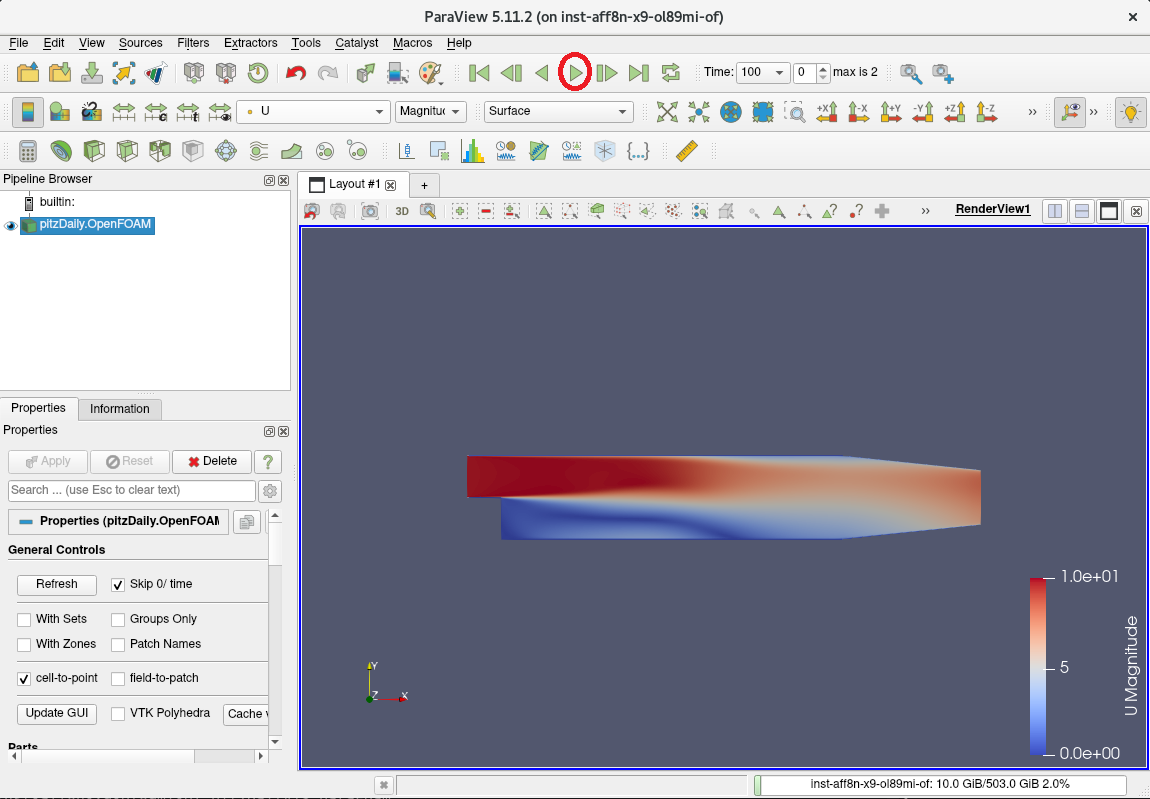 ParaView 5.11.2 (on inst-aff8n-x9-ol89mi-of)
File Edit View Sources Filters Extractors Tools Catalyst Macros Help
Time: 100 0 max is 2
U Magnituc Surface
+X -X +Y -Y +Z -Z
Pipeline Browser
Layout #1 +
builtin:
pitzDaily.OpenFOAM
3D RenderView1
Properties Information
Properties
Apply Reset Delete ?
Search ... (use Esc to clear text)
Properties (pitzDaily.OpenFOAM
General Controls
Refresh Skip 0/ time
With Sets Groups Only
With Zones Patch Names
cell-to-point field-to-patch
Update GUI VTK Polyhedra Cache
Parts
Y
Z X
1.0e+01
5
0.0e+00
U Magnitude
inst-aff8n-x9-ol89mi-of: 10.0 GiB/503.0 GiB 2.0%